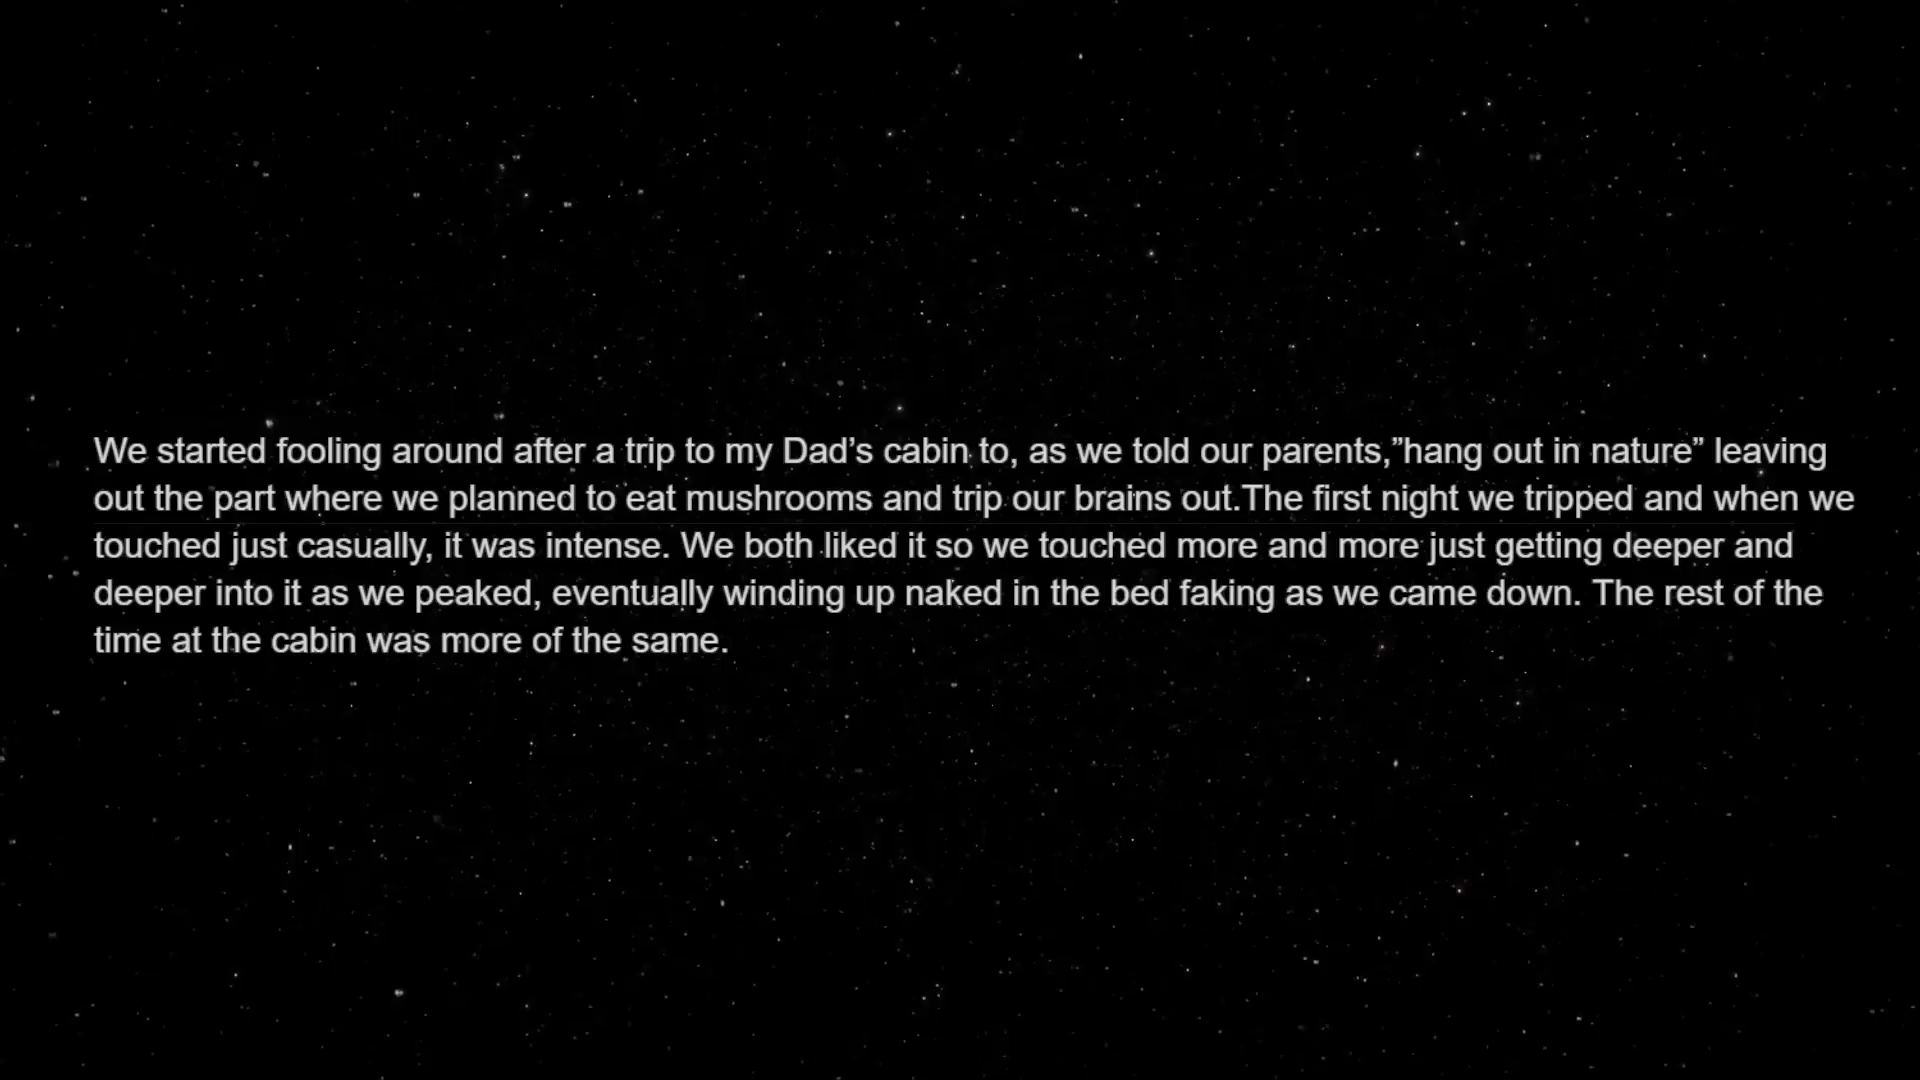 We started fooling around after a trip to my Dad’s cabin to, as we told our parents,”hang out in nature” leaving
out the part where we planned to eat mushrooms and trip our brains out.The first night we tripped and when we
touched just casually, it was intense. We both liked it so we touched more and more just getting deeper and
deeper into it as we peaked, eventually winding up naked in the bed faking as we came down. The rest of the
time at the cabin was more of the same.